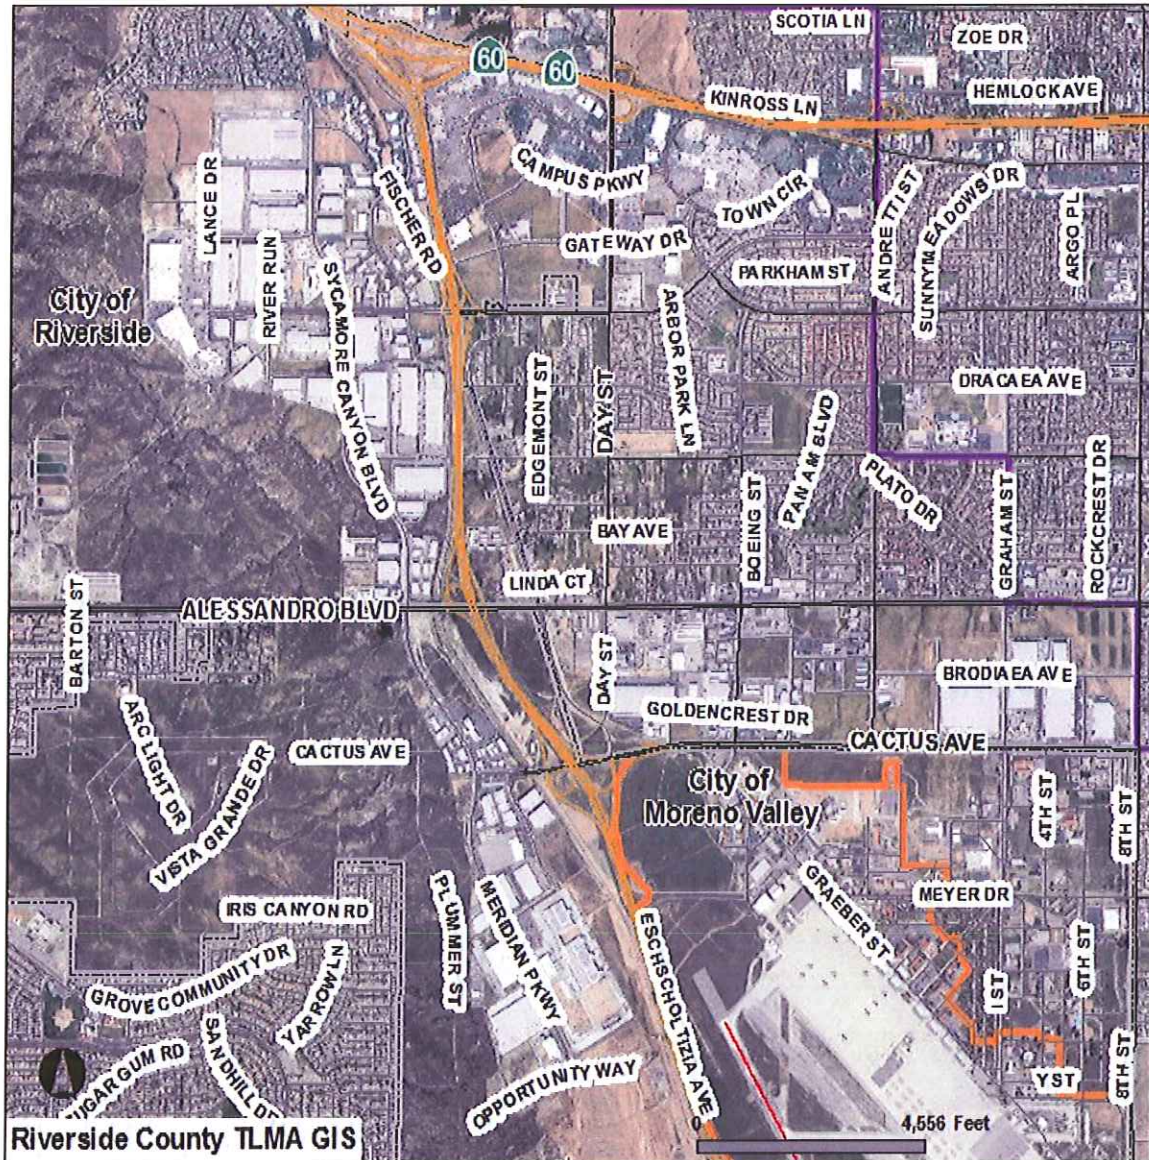 SCOTIA LN
ZOE DR
60
60
HEMLOCK AVE
KINROSS LN
CAMPUS PKWY
TOWN CIR
LANCE DR
FISCHER RD
ANDRETTI ST
SUNNYMEADOWS DR
ARGO PL
GATEWAY DR
RIVER RUN
PARKHAM ST
City of
Riverside
SYCAMORE CANYON BLVD
ARBOR PARK LN
EDGEMONT ST
DAY ST
DRACAEA AVE
PAN AM BLVD
PLATO DR
BOEING ST
GRAHAM ST
ROCKCREST DR
BAY AVE
LINDA CT
ALESSANDRO BLVD
BARTON ST
DAY ST
BRODIAEA AVE
GOLDENCREST DR
ARC LIGHT DR
CACTUS AVE
CACTUS AVE
VISTA GRANDE DR
City of
Moreno Valley
4TH ST
8TH ST
MEYER DR
GRAEBER ST
IRIS CANYON RD
PLUMMER ST
MERIDIAN PKWY
ESCHSCHOLTIZIA AVE
GROVE COMMUNITY DR
YARROW LN
6TH ST
I ST
SANDHILL DR
UGAR GUM RD
OPPORTUNITY WAY
Y ST
8TH ST
0
4,556 Feet
Riverside County TLMA GIS